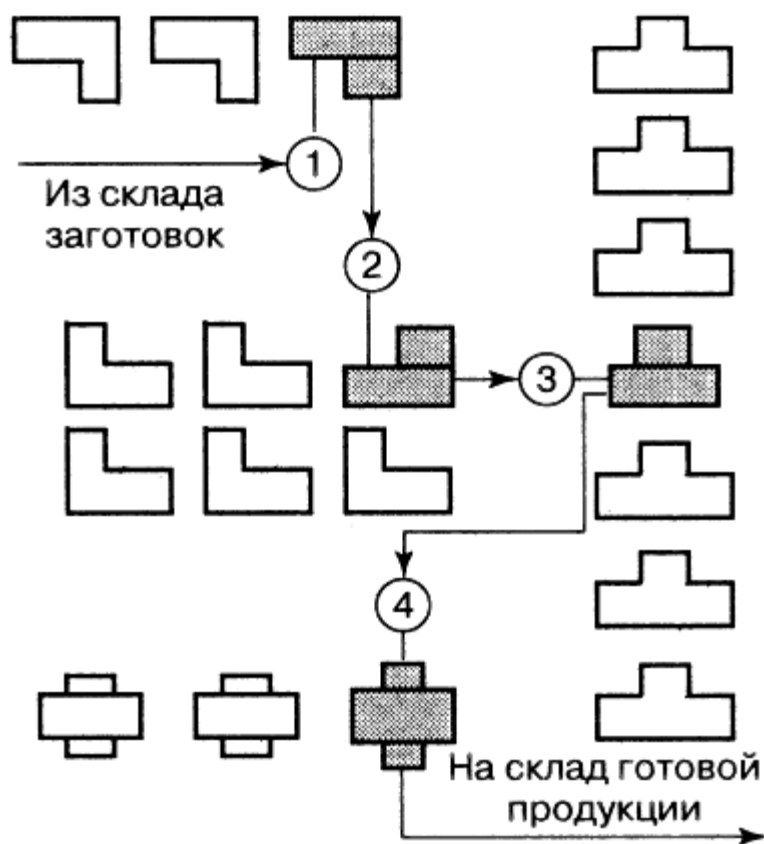 1
Из склада
заготовок
2
3
4
На склад готовой
продукции